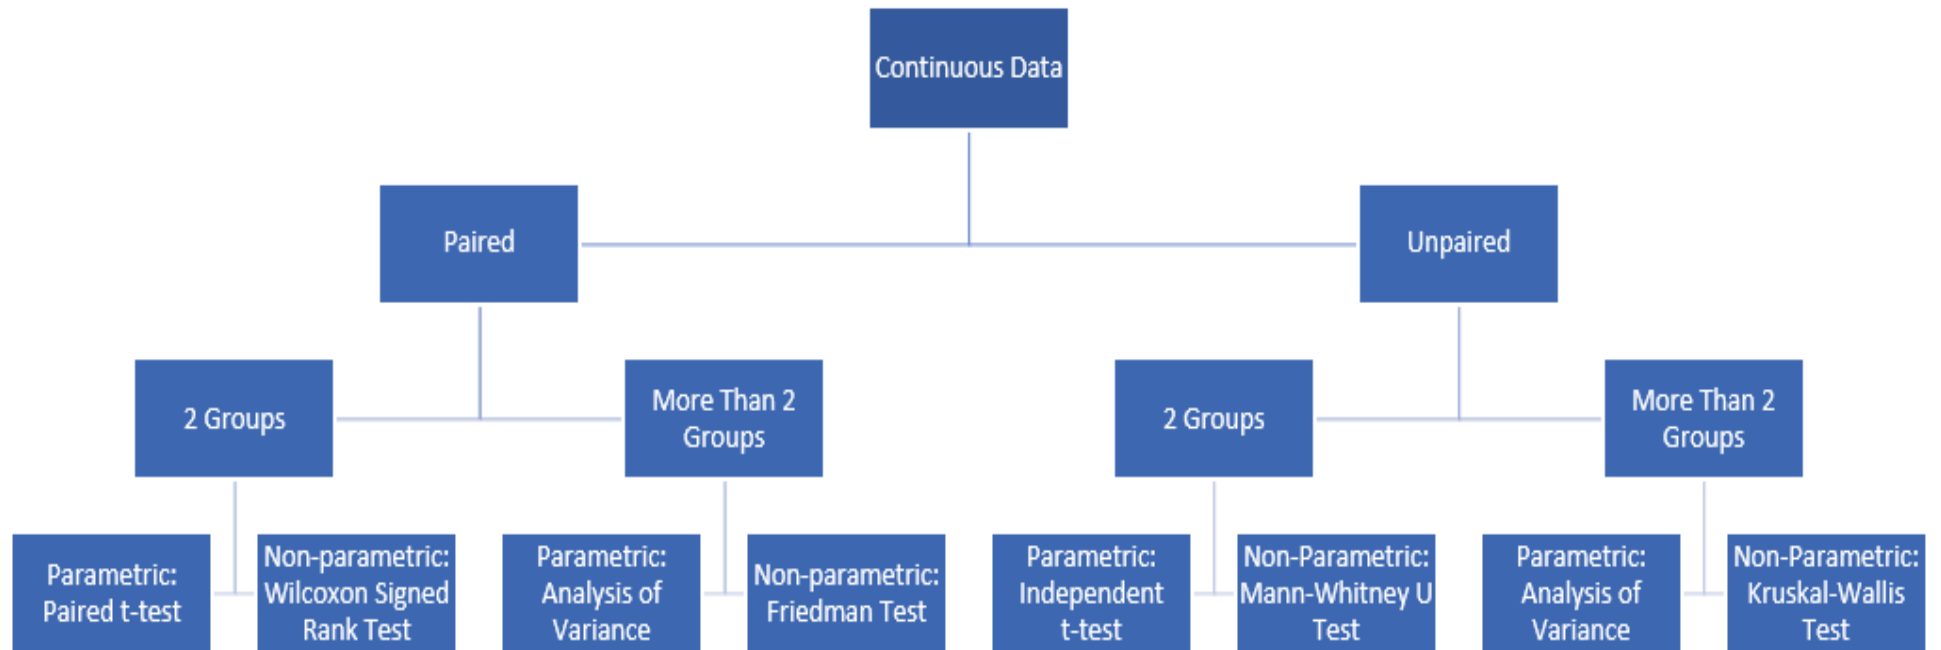 Continuous Data
Paired
Unpaired
2 Groups
More Than 2
Groups
2 Groups
More Than 2
Groups
Parametric:
Paired t-test
Non-parametric:
Wilcoxon Signed
Rank Test
Parametric:
Analysis of
Variance
Non-parametric:
Friedman Test
Parametric:
Independent
t-test
Non-Parametric:
Mann-Whitney U
Test
Parametric:
Analysis of
Variance
Non-Parametric:
Kruskal-Wallis
Test